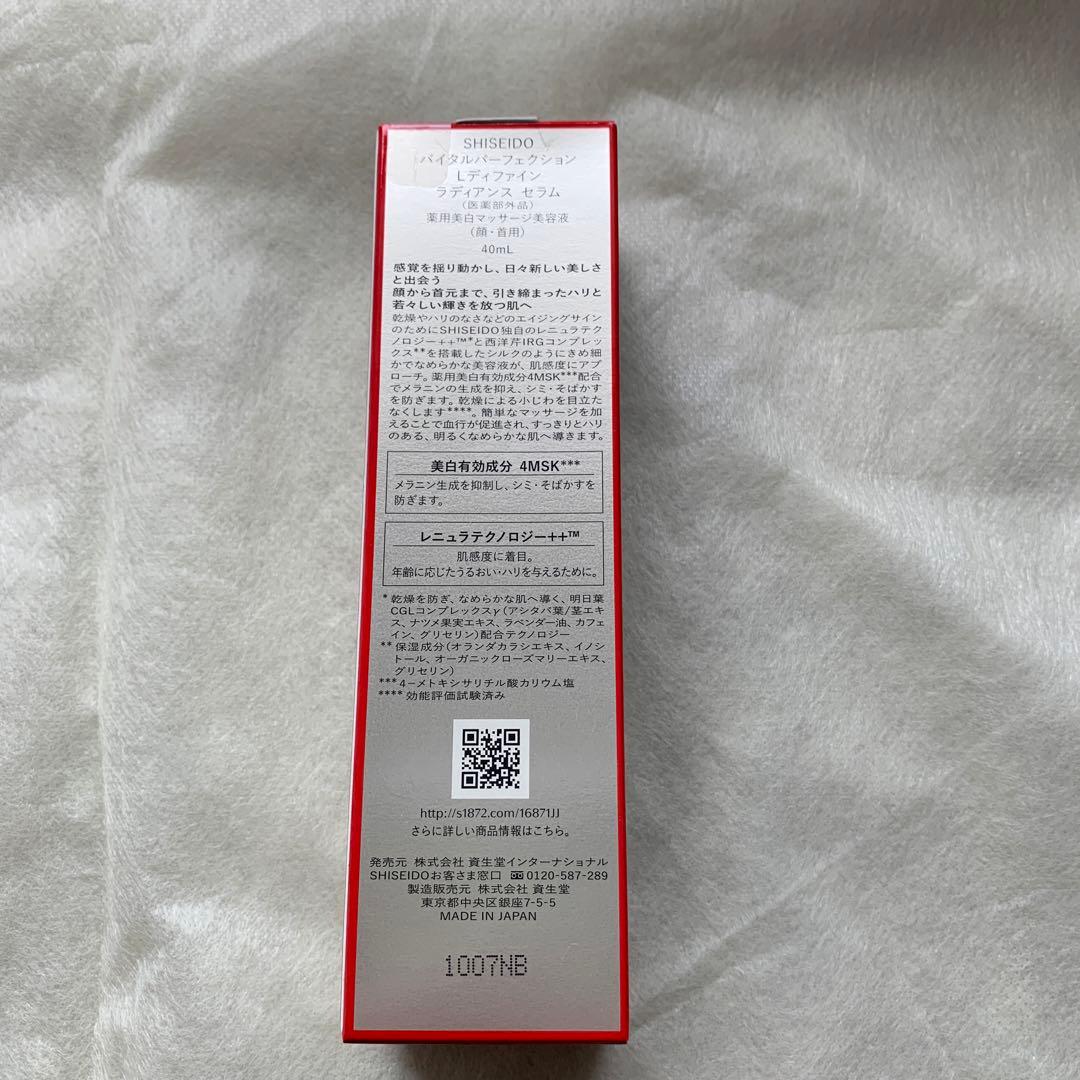 SHISEIDO
バイタルパーフェクション
Lディファイン
ラディアンス セラム
(医薬部外品)
薬用美白マッサージ美容液
(顔・首用)
40mL
感覚を揺り動かし、日々新しい美しさ
と出会う
顔から首元まで、引き締まったハリと
若々しい輝きを放つ肌へ
乾燥やハリのなさなどのエイジングサイン
のためにSHISEIDO独自のレニュラテク
ノロジー++™*と西洋芹IRGコンプレッ
クス**を搭載したシルクのようにきめ細
かでなめらかな美容液が、肌感度にアプ
ローチ。薬用美白有効成分4MSK***配合
でメラニンの生成を抑え、シミ・そばかす
を防ぎます。乾燥による小じわを目立た
なくします****。簡単なマッサージを加
えることで血行が促進され、すっきりとハリ
のある、明るくなめらかな肌へ導きます。
美白有効成分 4MSK***
メラニン生成を抑制し、シミ・そばかすを
防ぎます。
レニュラテクノロジー++™
肌感度に着目。
年齢に応じたうるおい・ハリを与えるために。
* 乾燥を防ぎ、なめらかな肌へ導く、明日葉
CGLコンプレックスγ(アシタバ葉/茎エキ
ス、ナツメ果実エキス、ラベンダー油、カフェ
イン、グリセリン)配合テクノロジー
** 保湿成分(オランダカラシエキス、イノシ
トール、オーガニックローズマリーエキス、
グリセリン)
*** 4-メトキシサリチル酸カリウム塩
**** 効能評価試験済み
http://s1872.com/16871JJ
さらに詳しい商品情報はこちら。
発売元 株式会社 資生堂インターナショナル
SHISEIDOお客さま窓口 0120-587-289
製造販売元 株式会社 資生堂
東京都中央区銀座7-5-5
MADE IN JAPAN
1007NB